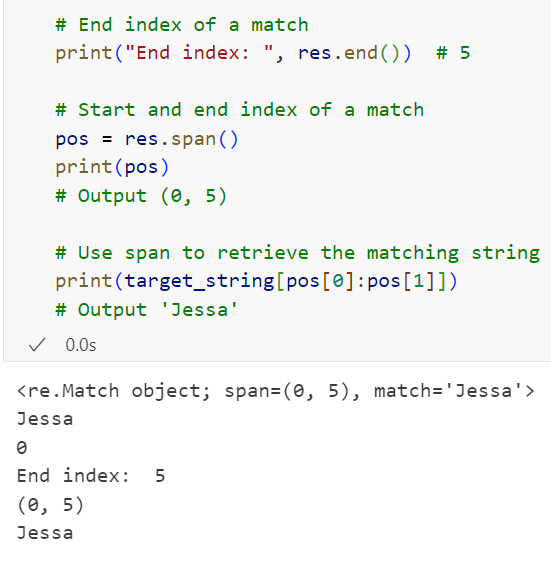 # End index of a match
print("End index: ", res.end())  # 5
# Start and end index of a match
pos = res.span()
print(pos)
# Output (0, 5)
# Use span to retrieve the matching string
print(target_string[pos[0]:pos[1]])
# Output 'Jessa'
0.0s
<re.Match object; span=(0, 5), match='Jessa'>
Jessa
0
End index:  5
(0, 5)
Jessa